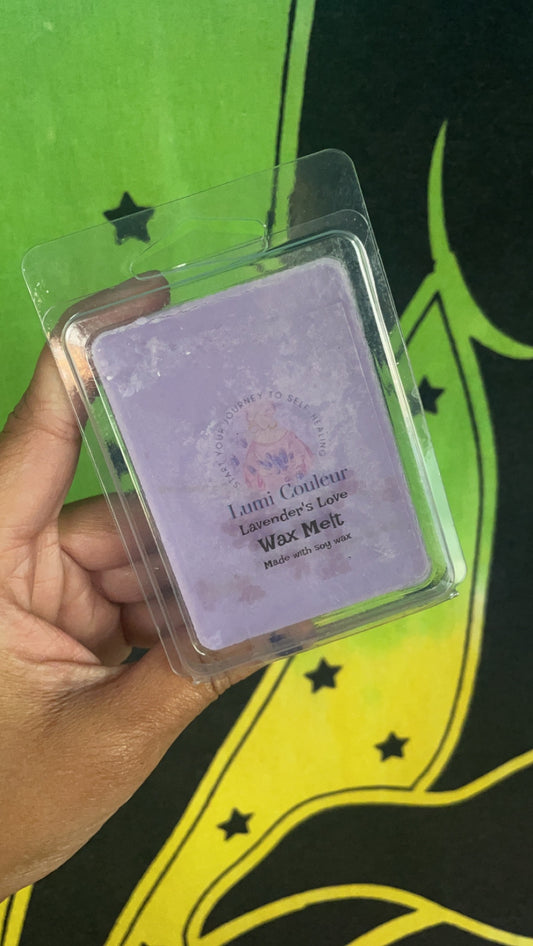 START YOUR JOURNEY TO SELF HEALING
Lumi Couleur
Lavender's Love
Wax Melt
Made with soy wax